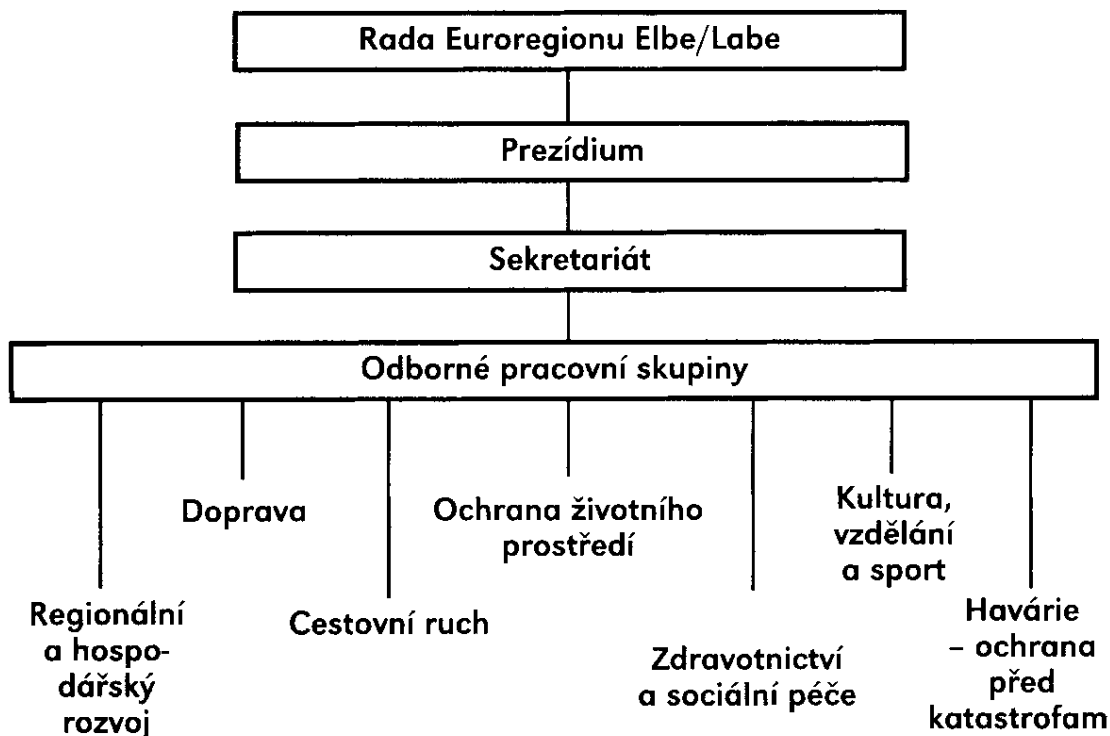 Rada Euroregionu Elbe/Labe
Prezídium
Sekretariát
Odborné pracovní skupiny
Regionální
a hospo-
dářský
rozvoj
Doprava
Cestovní ruch
Ochrana životního
prostředí
Zdravotnictví
a sociální péče
Kultura,
vzdělání
a sport
Havárie
– ochrana
před
katastrofam